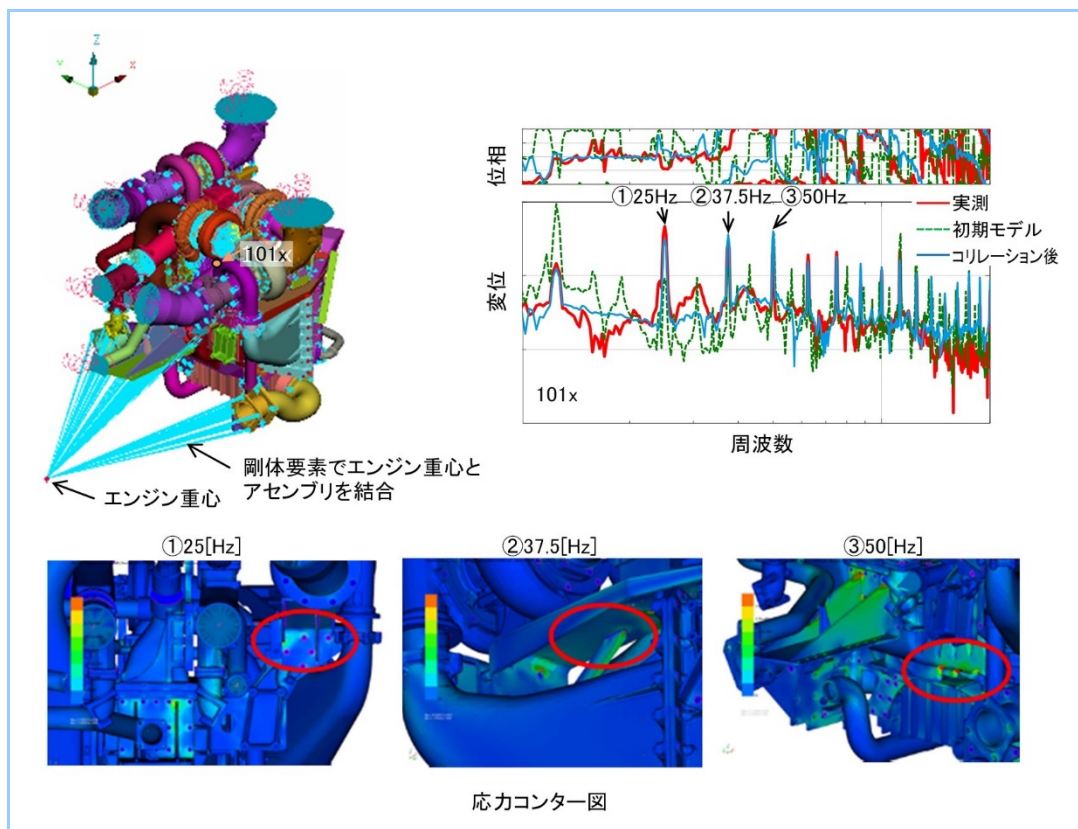 Z
Y
X
101x
剛体要素でエンジン重心と
アセンブリを結合
エンジン重心
位相
①25Hz
②37.5Hz
③50Hz
実測
初期モデル
コリレーション後
変位
101x
周波数
①25[Hz]
②37.5[Hz]
③50[Hz]
応力コンター図